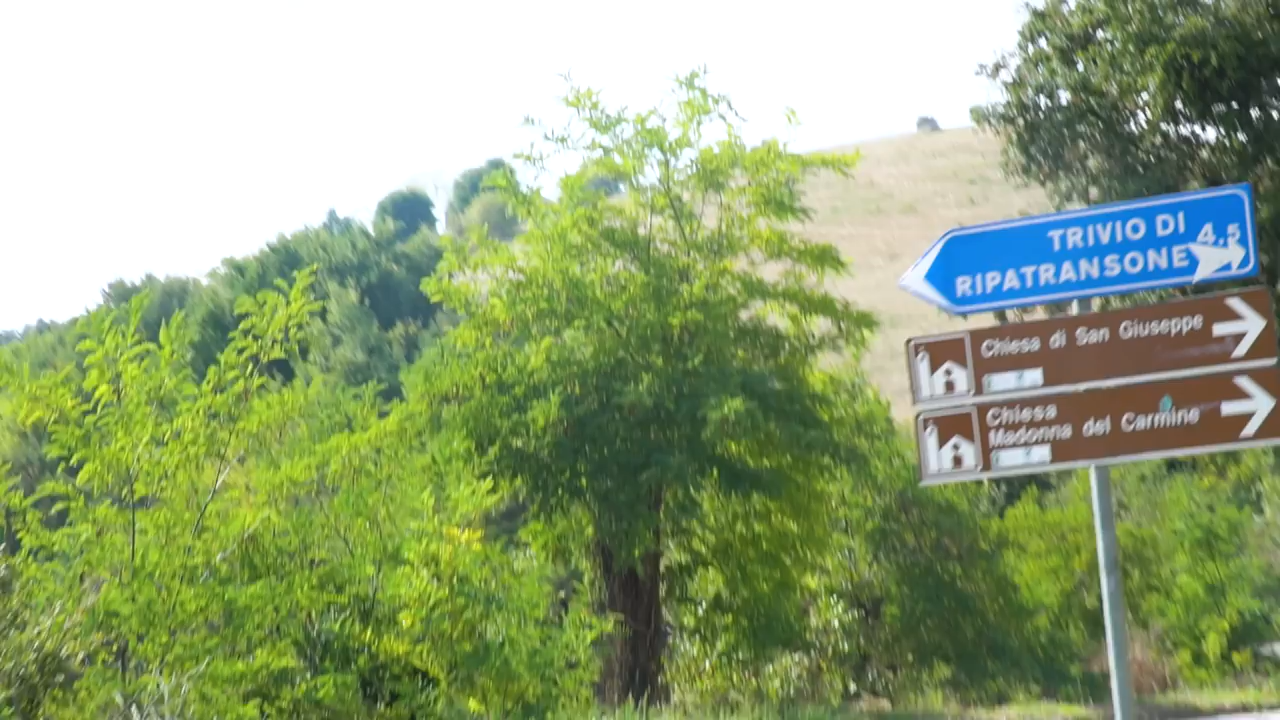 TRIVIO DI
RIPATRANSONE 4.5
Chiesa di San Giuseppe
Chiesa
Madonna del Carmine